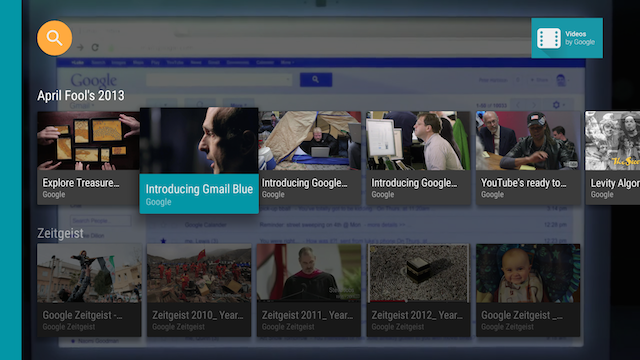 Videos
by Google
Google
April Fool's 2013
Explore Treasure...
Google
Introducing Gmail Blue
Google
Introducing Google...
Google
Introducing Google...
Google
YouTube's ready to...
Google
Levity Algor
Google
Zeitgeist
Google Zeitgeist -...
Google Zeitgeist
Zeitgeist 2010_ Year...
Google Zeitgeist
Zeitgeist 2011_ Year...
Google Zeitgeist
Zeitgeist 2012_ Year...
Google Zeitgeist
Google Zeitgeist _...
Google Zeitgeist